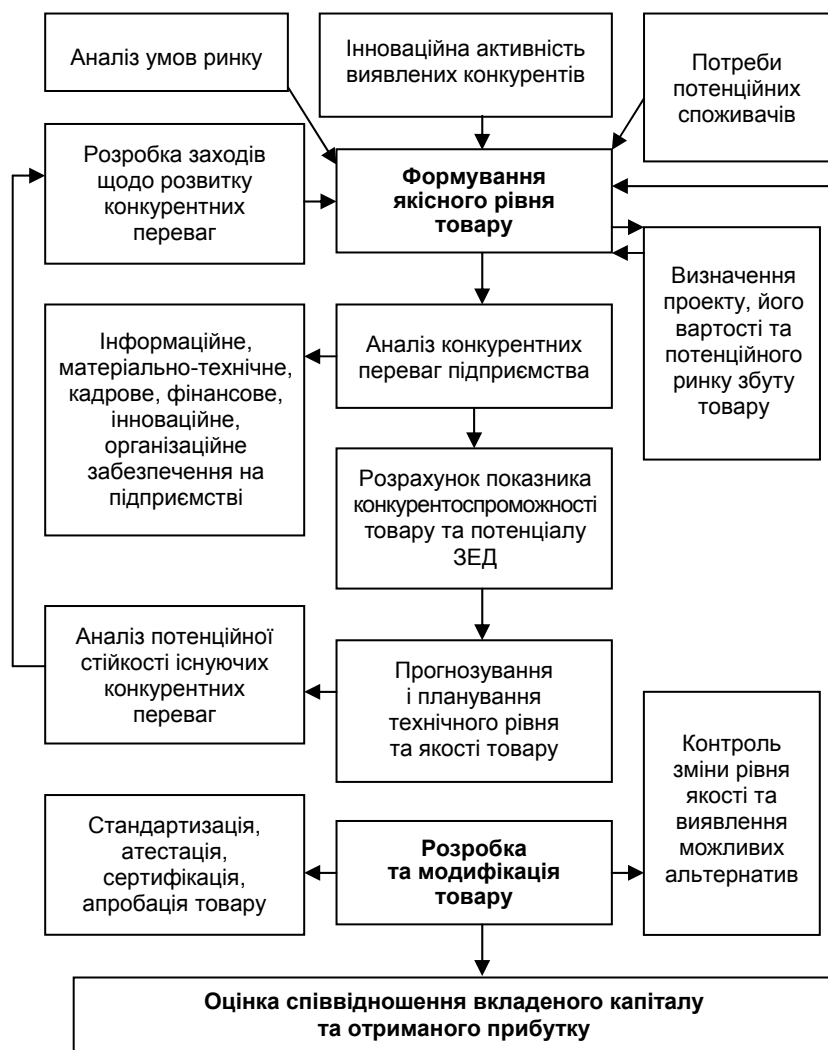 Аналіз умов ринку
Інноваційна активність
виявлених конкурентів
Потреби
потенційних
споживачів
Розробка заходів
щодо розвитку
конкурентних
переваг
Формування
якісного рівня
товару
Визначення
проекту, його
вартості та
потенційного
ринку збуту
товару
Інформаційне,
матеріально-технічне,
кадрове, фінансове,
інноваційне,
організаційне
забезпечення на
підприємстві
Аналіз конкурентних
переваг підприємства
Розрахунок показника
конкурентоспроможності
товару та потенціалу
ЗЕД
Аналіз потенційної
стійкості існуючих
конкурентних
переваг
Прогнозування
і планування
технічного рівня
та якості товару
Контроль
зміни рівня
якості та
виявлення
можливих
альтернатив
Стандартизація,
атестація,
сертифікація,
апробація товару
Розробка
та модифікація
товару
Оцінка співвідношення вкладеного капіталу
та отриманого прибутку